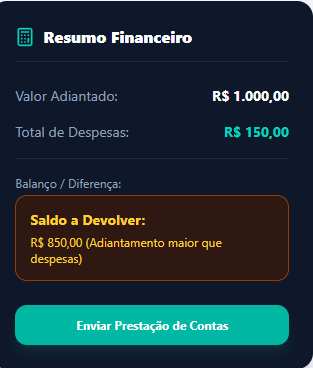 Resumo Financeiro
Valor Adiantado: R$ 1.000,00
Total de Despesas: R$ 150,00
Balanço / Diferença:
Saldo a Devolver:
R$ 850,00 (Adiantamento maior que
despesas)
Enviar Prestação de Contas